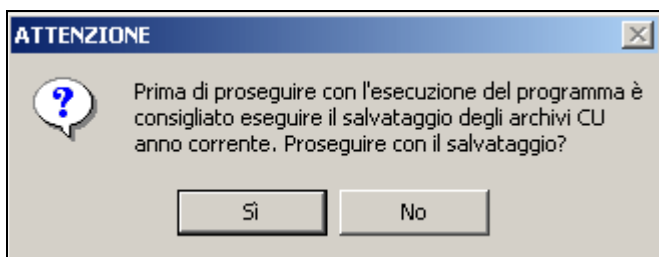 ATTENZIONE
Prima di proseguire con l'esecuzione del programma è
consigliato eseguire il salvataggio degli archivi CU
anno corrente. Proseguire con il salvataggio?
Sì
No